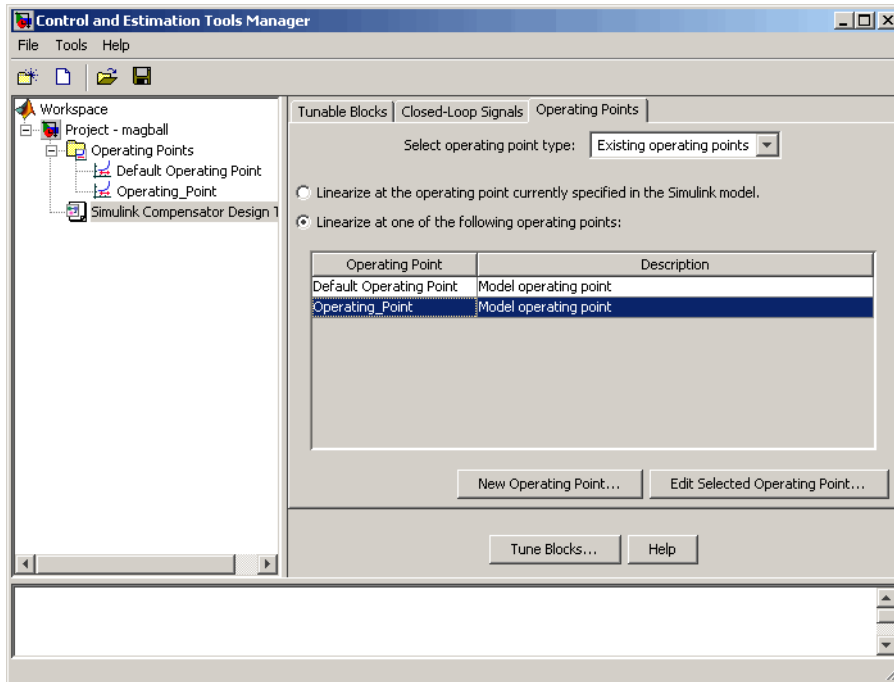 Control and Estimation Tools Manager
File Tools Help
Workspace
Project - magball
Operating Points
Default Operating Point
Operating_Point
Simulink Compensator Design T
Tunable Blocks Closed-Loop Signals Operating Points
Select operating point type: Existing operating points
Linearize at the operating point currently specified in the Simulink model.
Linearize at one of the following operating points:
Operating Point Description
Default Operating Point Model operating point
Operating_Point Model operating point
New Operating Point... Edit Selected Operating Point...
Tune Blocks... Help